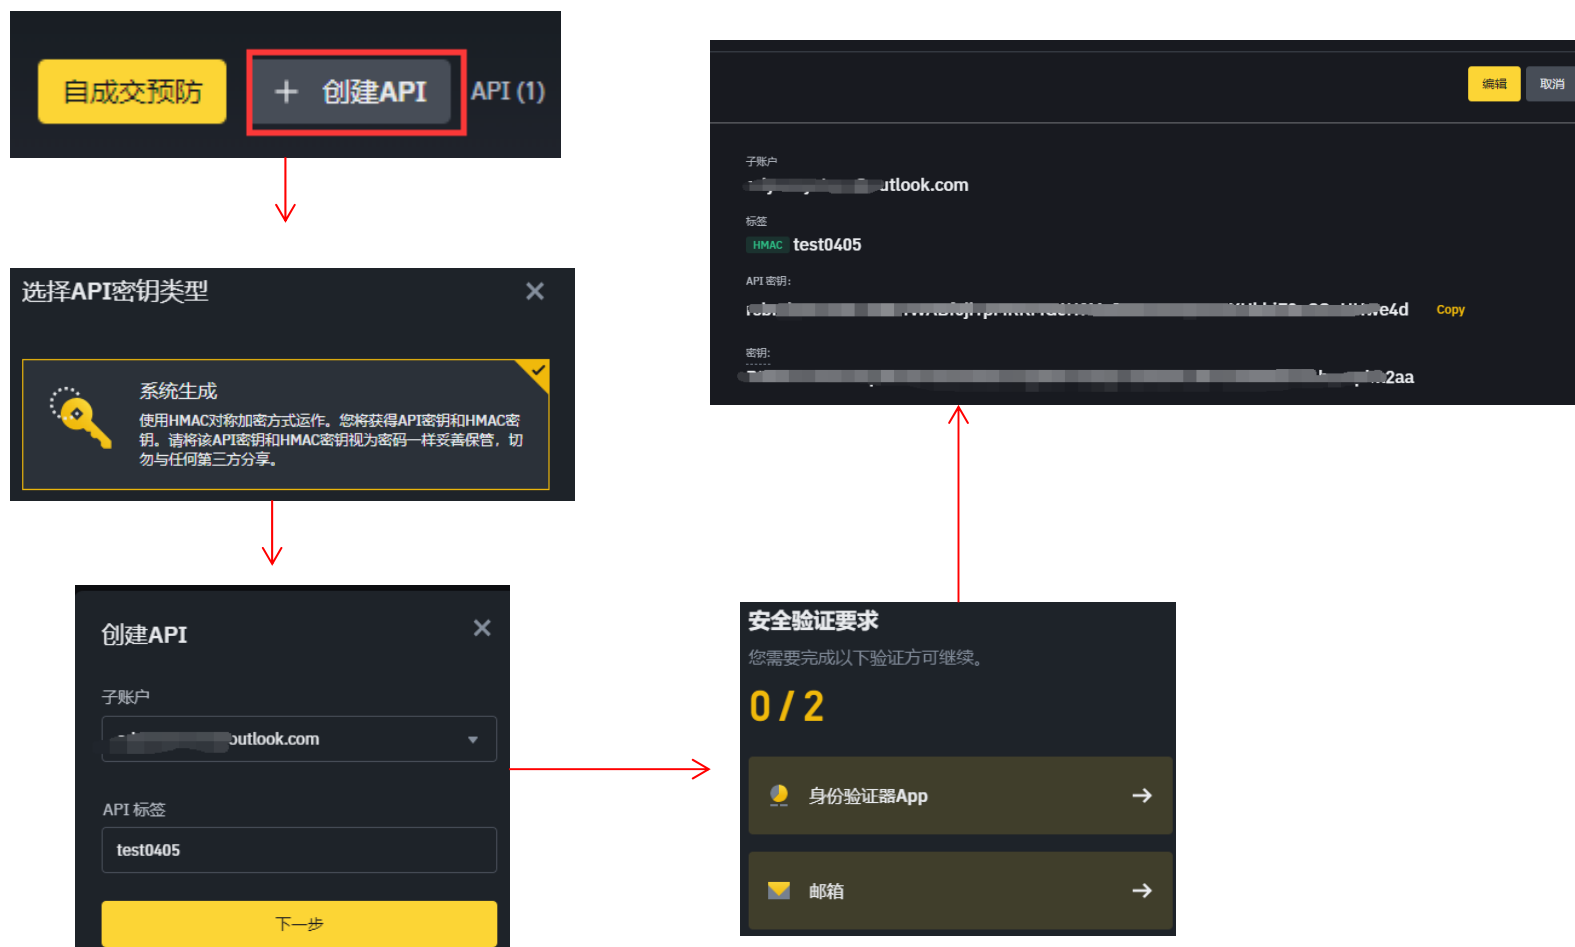 自成交预防
+ 创建API
API (1)
选择API密钥类型
系统生成
使用HMAC对称加密方式运作。您将获得API密钥和HMAC密
钥。请将该API密钥和HMAC密钥视为密码一样妥善保管，切
勿与任何第三方分享。
创建API
子账户
outlook.com
API 标签
test0405
下一步
安全验证要求
您需要完成以下验证方可继续。
0 / 2
身份验证器App
邮箱
编辑
取消
子账户
utlook.com
标签
HMAC test0405
API 密钥:
e4d
Copy
密钥:
2aa